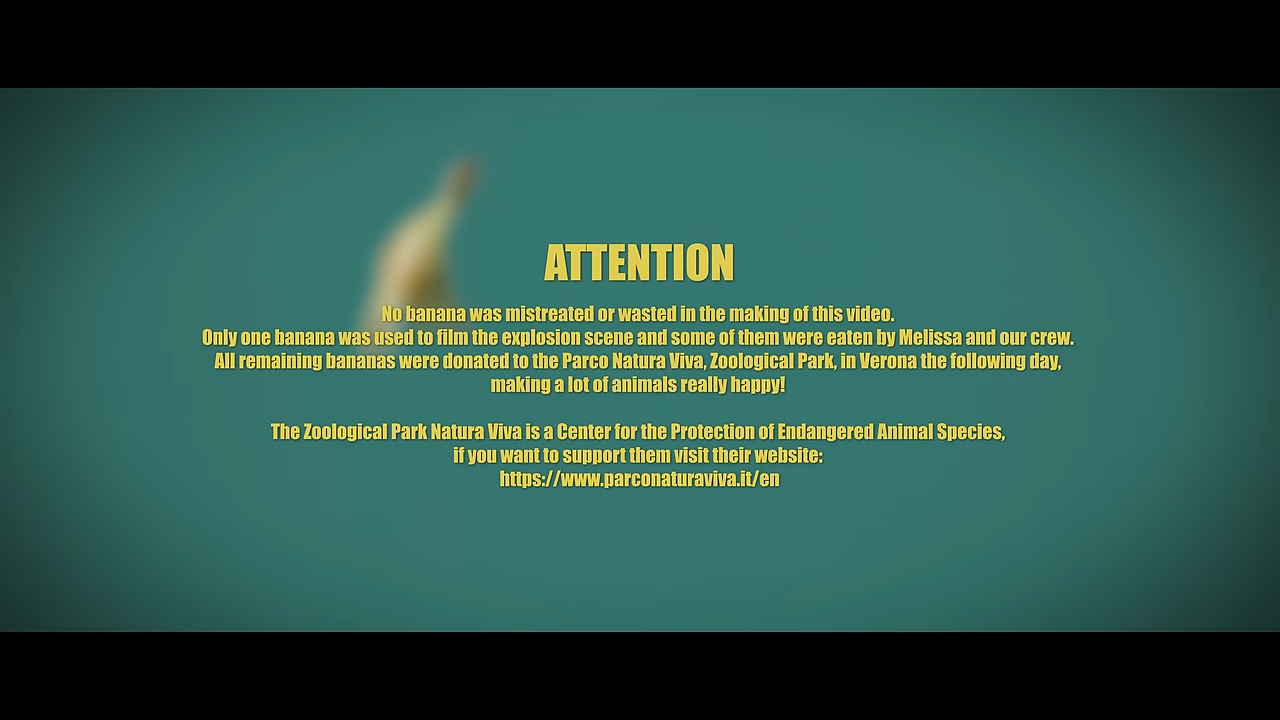 ATTENTION
No banana was mistreated or wasted in the making of this video.
Only one banana was used to film the explosion scene and some of them were eaten by Melissa and our crew.
All remaining bananas were donated to the Parco Natura Viva, Zoological Park, in Verona the following day,
making a lot of animals really happy!
The Zoological Park Natura Viva is a Center for the Protection of Endangered Animal Species,
if you want to support them visit their website:
https://www.parconaturaviva.it/en